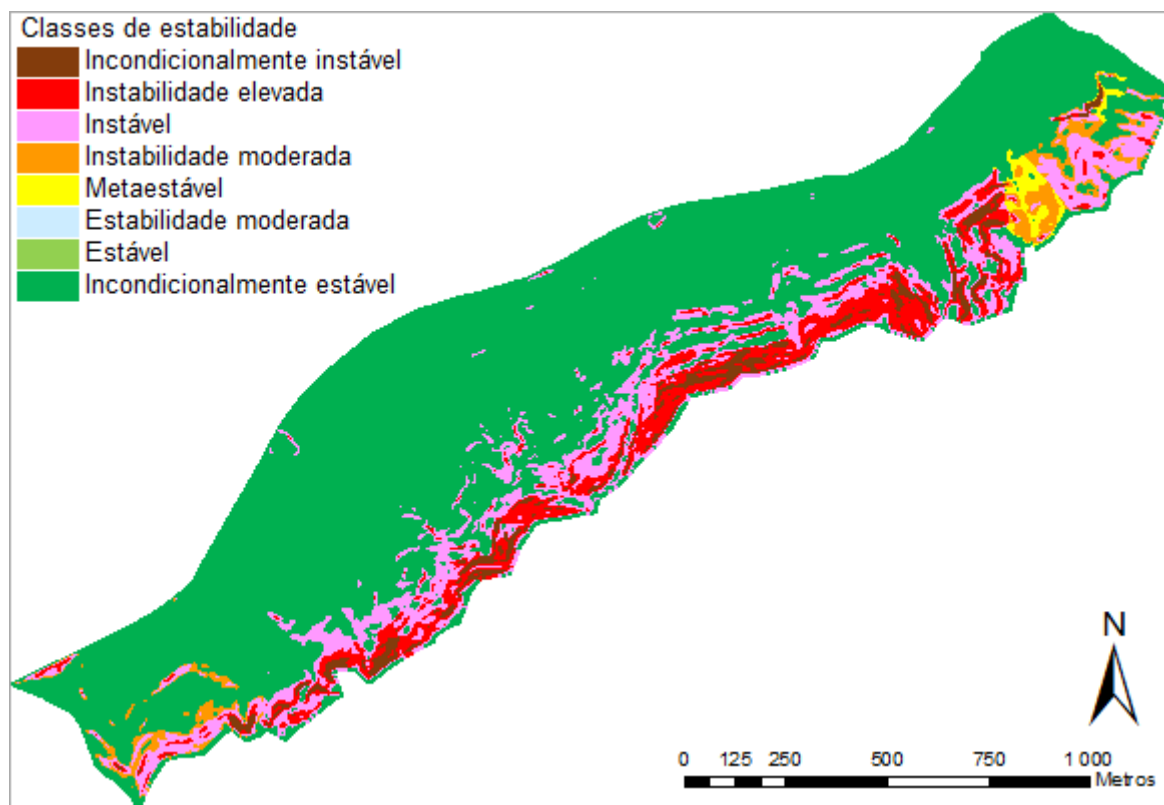 Classes de estabilidade
Incondicionalmente instável
Instabilidade elevada
Instável
Instabilidade moderada
Metaestável
Estabilidade moderada
Estável
Incondicionalmente estável
N
0 125 250 500 750 1 000
Metros